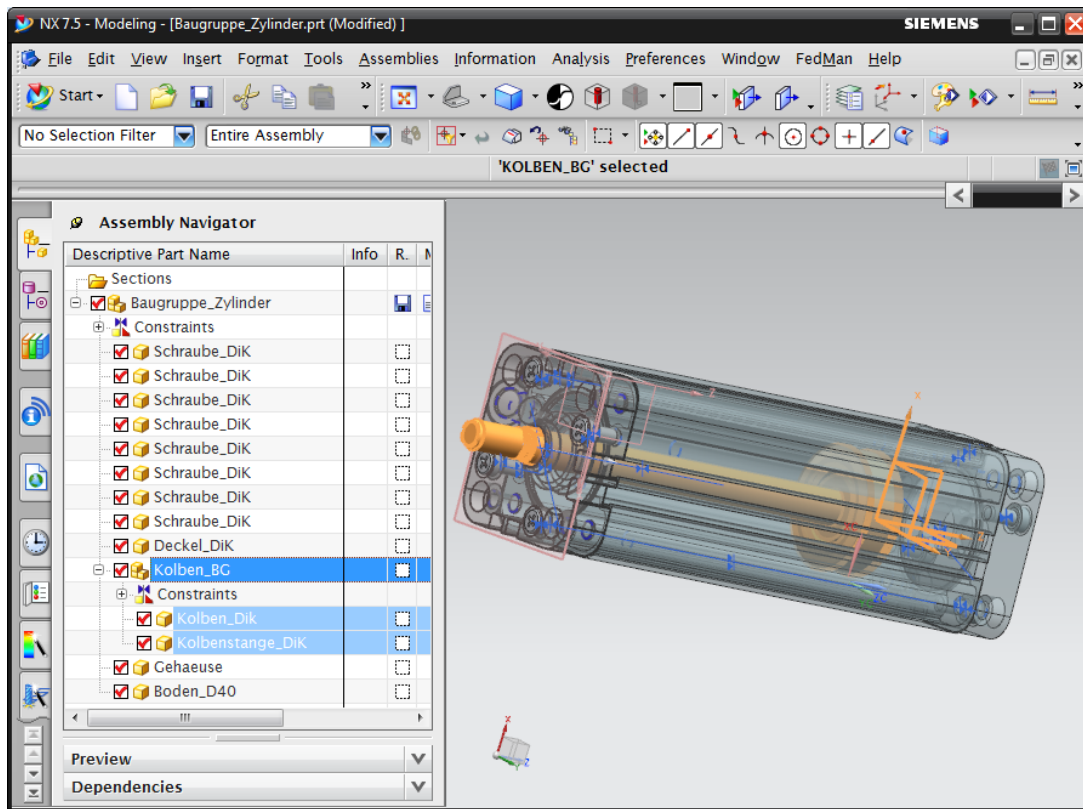 NX 7.5 - Modeling - [Baugruppe_Zylinder.prt (Modified) ] SIEMENS
File Edit View Insert Format Tools Assemblies Information Analysis Preferences Window FedMan Help
Start
No Selection Filter Entire Assembly
'KOLBEN_BG' selected
Assembly Navigator
Descriptive Part Name Info R. M
Sections
Baugruppe_Zylinder
Constraints
Schraube_DiK
Schraube_DiK
Schraube_DiK
Schraube_DiK
Schraube_DiK
Schraube_DiK
Schraube_DiK
Schraube_DiK
Deckel_DiK
Kolben_BG
Constraints
Kolben_Dik
Kolbenstange_DiK
Gehaeuse
Boden_D40
Preview
Dependencies